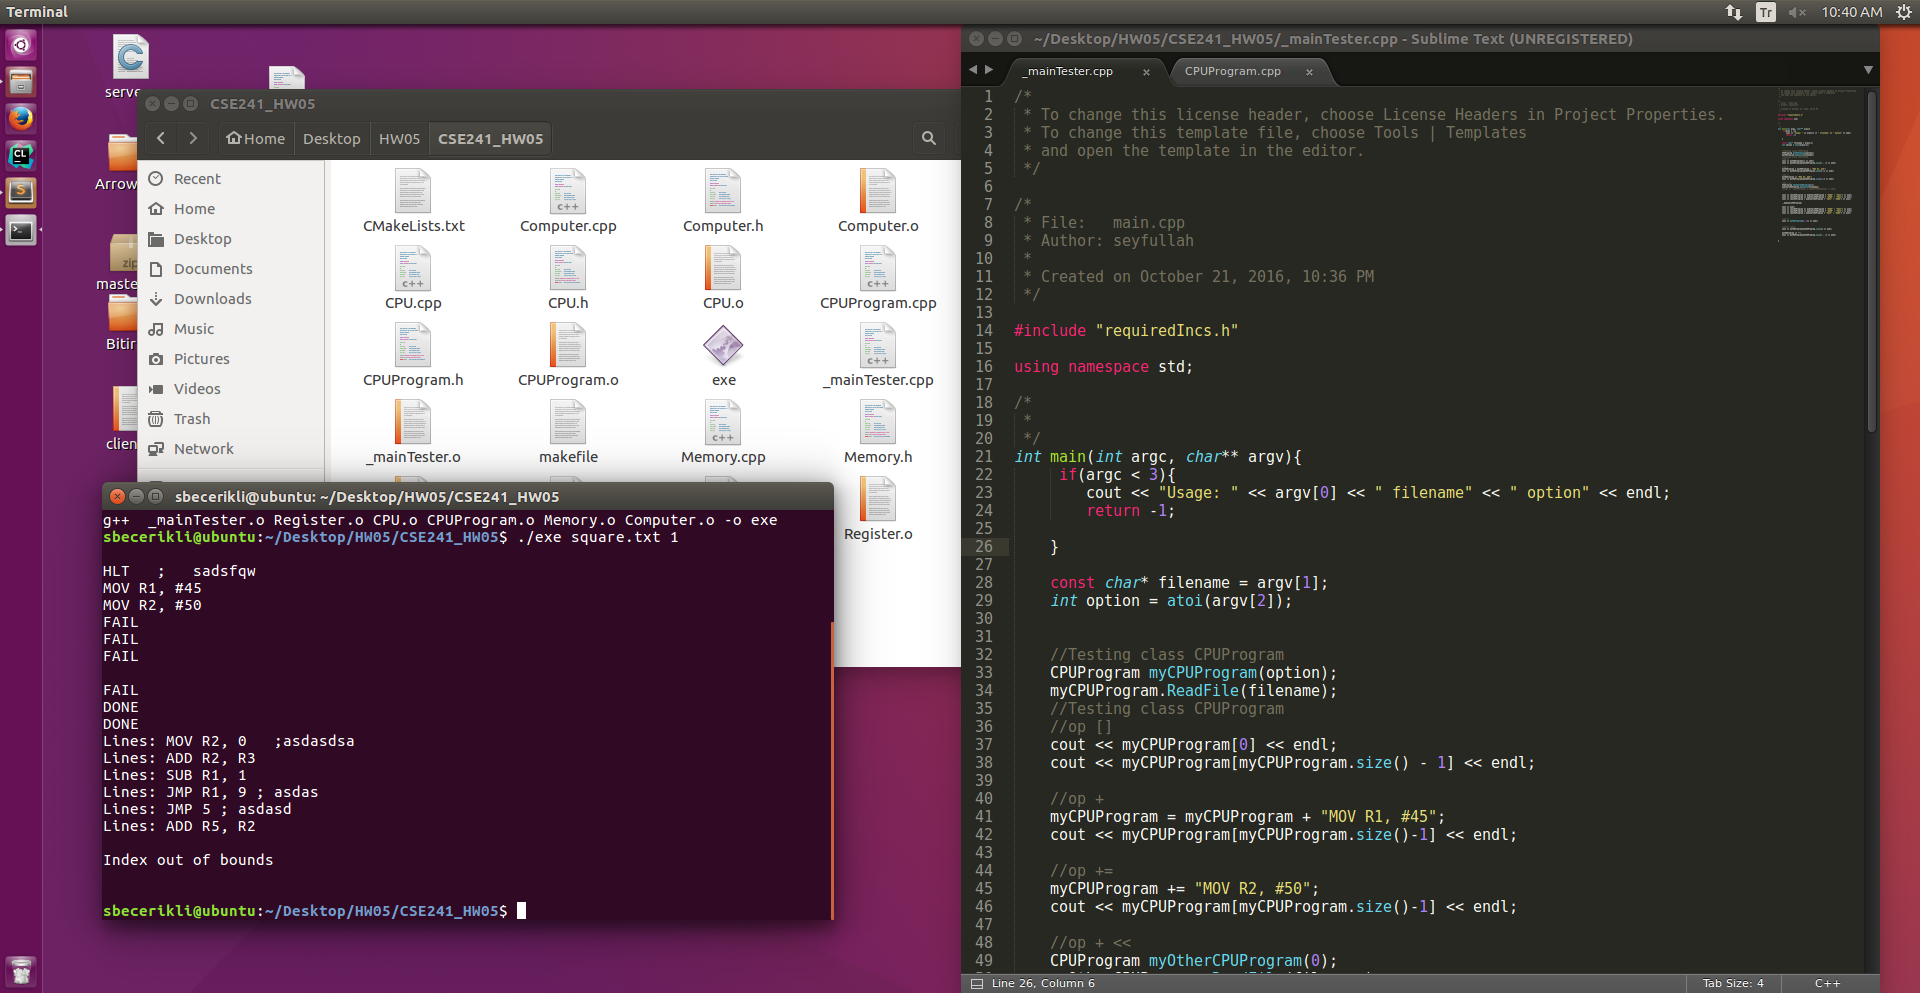 Terminal
Tr
10:40 AM
serve
Arrow
zip
maste
Bitir
clien
CSE241_HW05
Home
Desktop
HW05
CSE241_HW05
Recent
Home
Desktop
Documents
Downloads
Music
Pictures
Videos
Trash
Network
CMakeLists.txt
Computer.cpp
Computer.h
Computer.o
CPU.cpp
CPU.h
CPU.o
CPUProgram.cpp
CPUProgram.h
CPUProgram.o
exe
_mainTester.cpp
_mainTester.o
makefile
Memory.cpp
Memory.h
Register.o
sbecerikli@ubuntu: ~/Desktop/HW05/CSE241_HW05
g++  _mainTester.o Register.o CPU.o CPUProgram.o Memory.o Computer.o -o exe
sbecerikli@ubuntu:~/Desktop/HW05/CSE241_HW05$ ./exe square.txt 1
HLT   ;   sadsfqw
MOV R1, #45
MOV R2, #50
FAIL
FAIL
FAIL
FAIL
DONE
DONE
Lines: MOV R2, 0   ;asdasdsa
Lines: ADD R2, R3
Lines: SUB R1, 1
Lines: JMP R1, 9 ; asdas
Lines: JMP 5 ; asdasd
Lines: ADD R5, R2
Index out of bounds
sbecerikli@ubuntu:~/Desktop/HW05/CSE241_HW05$
~/Desktop/HW05/CSE241_HW05/_mainTester.cpp - Sublime Text (UNREGISTERED)
_mainTester.cpp
CPUProgram.cpp
1 /*
2  * To change this license header, choose License Headers in Project Properties.
3  * To change this template file, choose Tools | Templates
4  * and open the template in the editor.
5  */
6
7 /*
8  * File:   main.cpp
9  * Author: seyfullah
10  *
11  * Created on October 21, 2016, 10:36 PM
12  */
13
14 #include "requiredIncs.h"
15
16 using namespace std;
17
18 /*
19  *
20  */
21 int main(int argc, char** argv){
22      if(argc < 3){
23         cout << "Usage: " << argv[0] << " filename" << " option" << endl;
24         return -1;
25
26     }
27
28     const char* filename = argv[1];
29     int option = atoi(argv[2]);
30
31
32     //Testing class CPUProgram
33     CPUProgram myCPUProgram(option);
34     myCPUProgram.ReadFile(filename);
35     //Testing class CPUProgram
36     //op []
37     cout << myCPUProgram[0] << endl;
38     cout << myCPUProgram[myCPUProgram.size() - 1] << endl;
39
40     //op +
41     myCPUProgram = myCPUProgram + "MOV R1, #45";
42     cout << myCPUProgram[myCPUProgram.size()-1] << endl;
43
44     //op +=
45     myCPUProgram += "MOV R2, #50";
46     cout << myCPUProgram[myCPUProgram.size()-1] << endl;
47
48     //op + <<
49     CPUProgram myOtherCPUProgram(0);
Line 26, Column 6
Tab Size: 4
C++